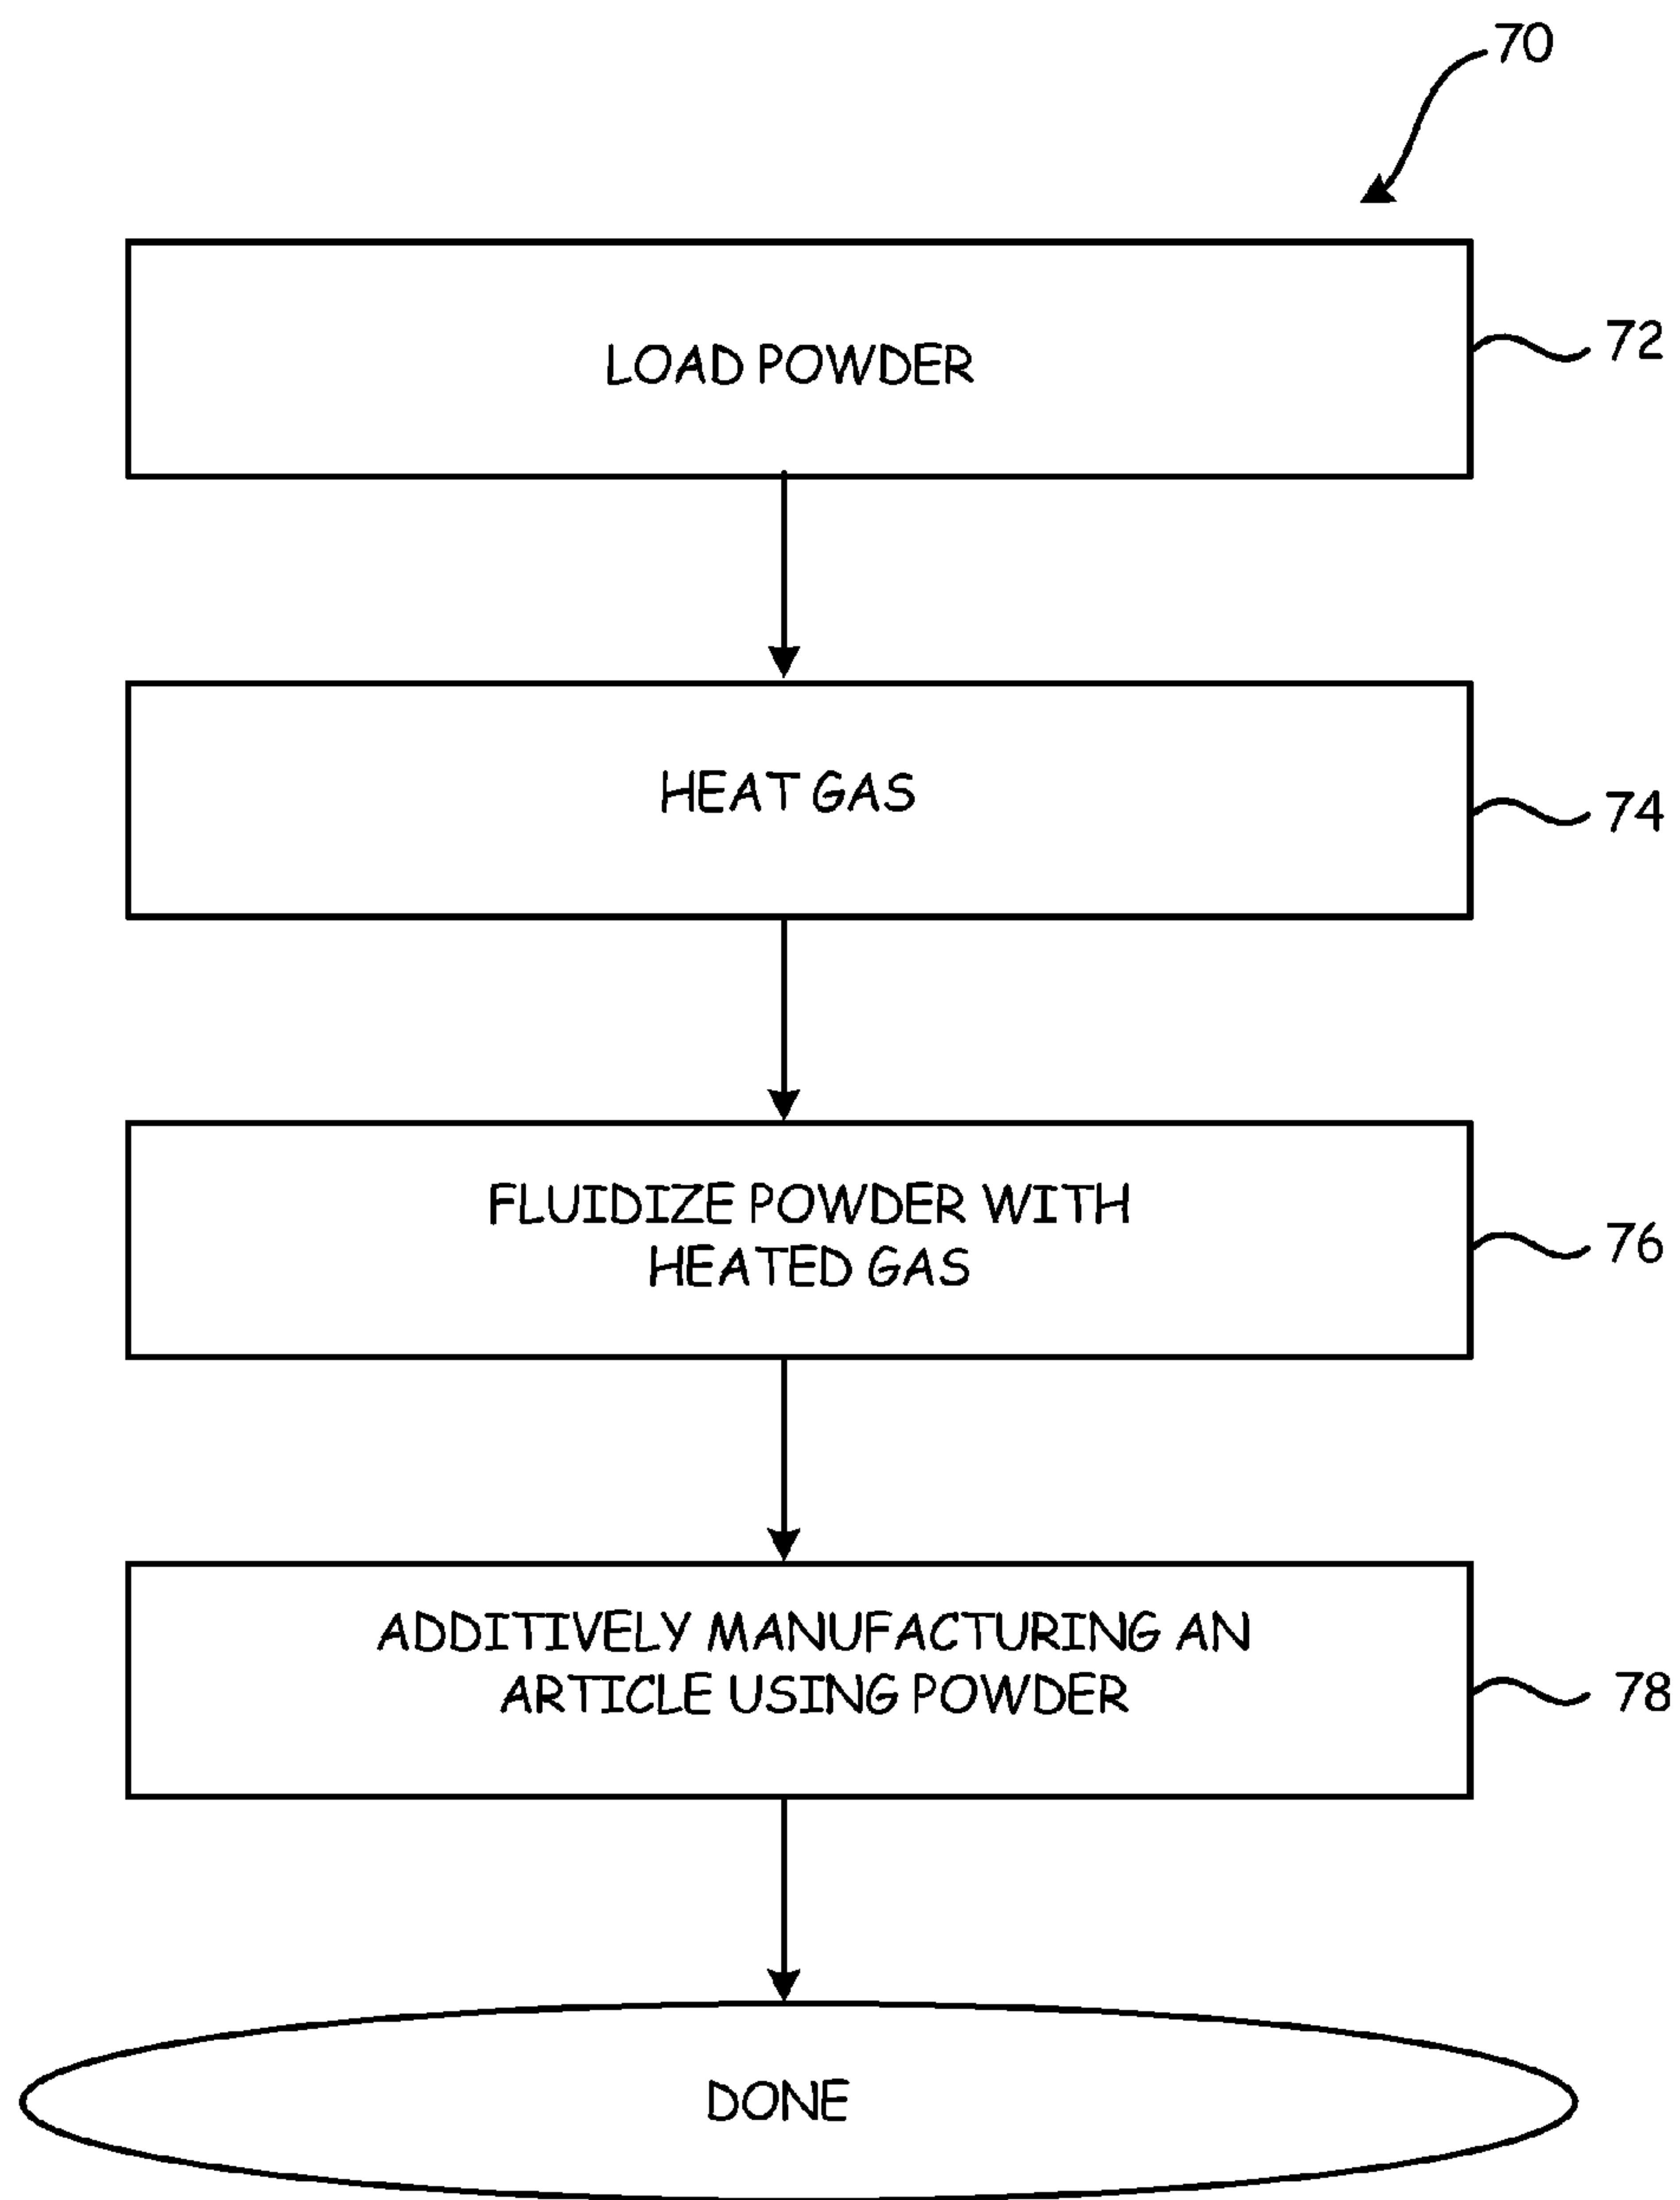 70
LOAD POWDER
72
HEAT GAS
74
FLUIDIZE POWDER WITH
HEATED GAS
76
ADDITIVELY MANUFACTURING AN
ARTICLE USING POWDER
78
DONE